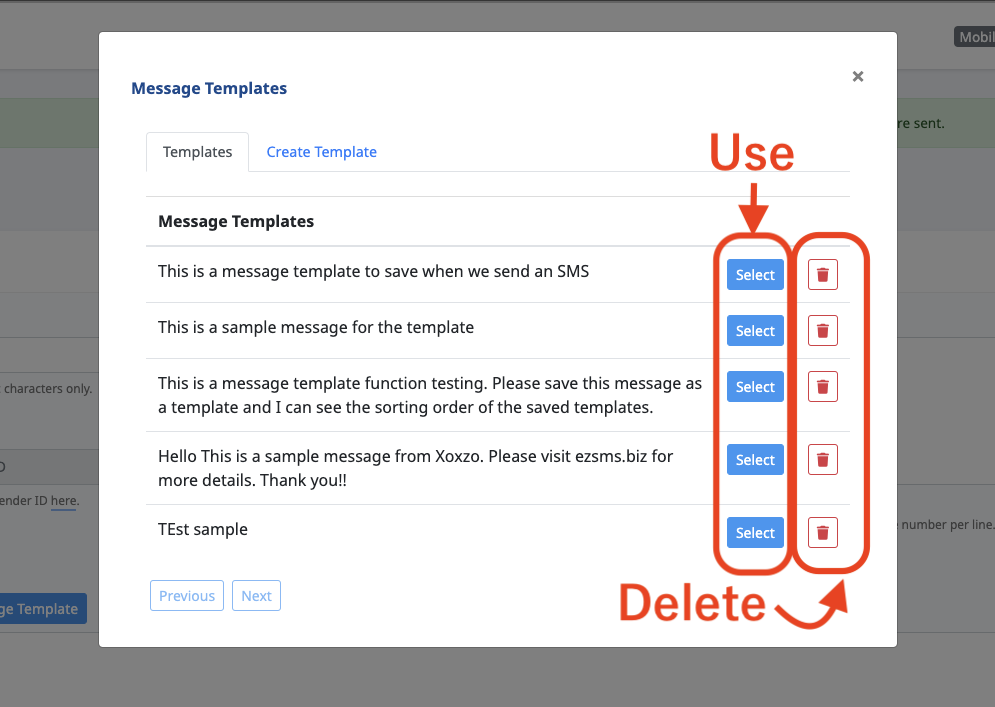 Mobil
×
Message Templates
re sent.
Templates
Create Template
Use
Message Templates
This is a message template to save when we send an SMS
Select
This is a sample message for the template
Select
This is a message template function testing. Please save this message as
a template and I can see the sorting order of the saved templates.
Select
characters only.
Hello This is a sample message from Xoxzo. Please visit ezsms.biz for
more details. Thank you!!
Select
ender ID here.
TEst sample
Select
number per line.
Previous
Next
ge Template
Delete